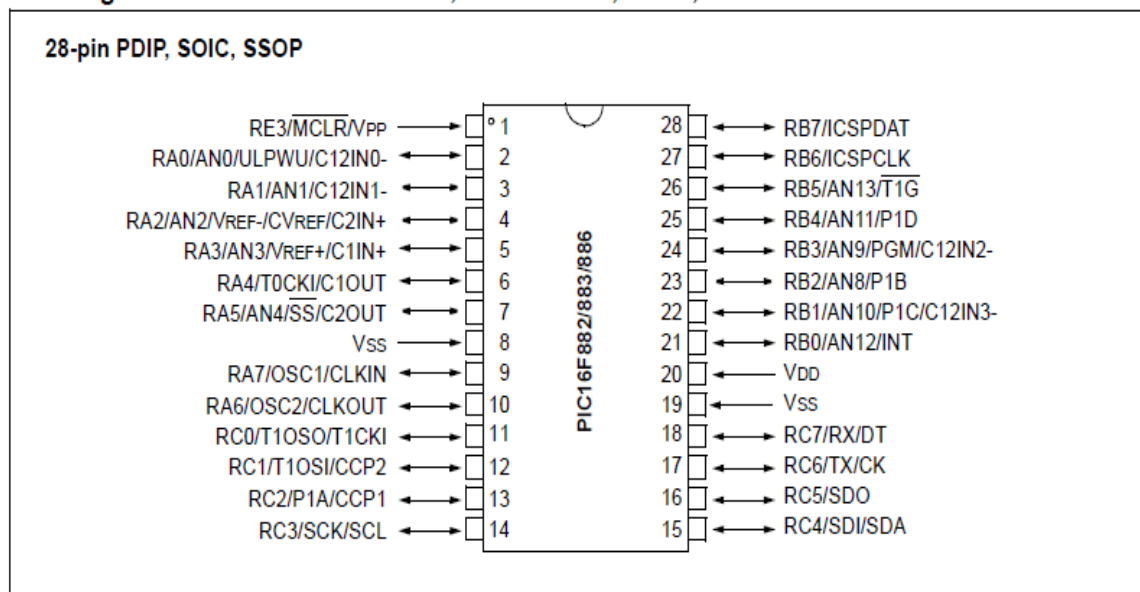 28-pin PDIP, SOIC, SSOP
RE3/MCLR/VPP 1 28 RB7/ICSPDAT
RA0/AN0/ULPWU/C12IN0- 2 27 RB6/ICSPCLK
RA1/AN1/C12IN1- 3 26 RB5/AN13/T1G
RA2/AN2/VREF-/CVREF/C2IN+ 4 25 RB4/AN11/P1D
RA3/AN3/VREF+/C1IN+ 5 24 RB3/AN9/PGM/C12IN2-
RA4/T0CKI/C1OUT 6 23 RB2/AN8/P1B
RA5/AN4/SS/C2OUT 7 22 RB1/AN10/P1C/C12IN3-
VSS 8 21 RB0/AN12/INT
RA7/OSC1/CLKIN 9 20 VDD
RA6/OSC2/CLKOUT 10 19 VSS
RC0/T1OSO/T1CKI 11 18 RC7/RX/DT
RC1/T1OSI/CCP2 12 17 RC6/TX/CK
RC2/P1A/CCP1 13 16 RC5/SDO
RC3/SCK/SCL 14 15 RC4/SDI/SDA
PIC16F882/883/886